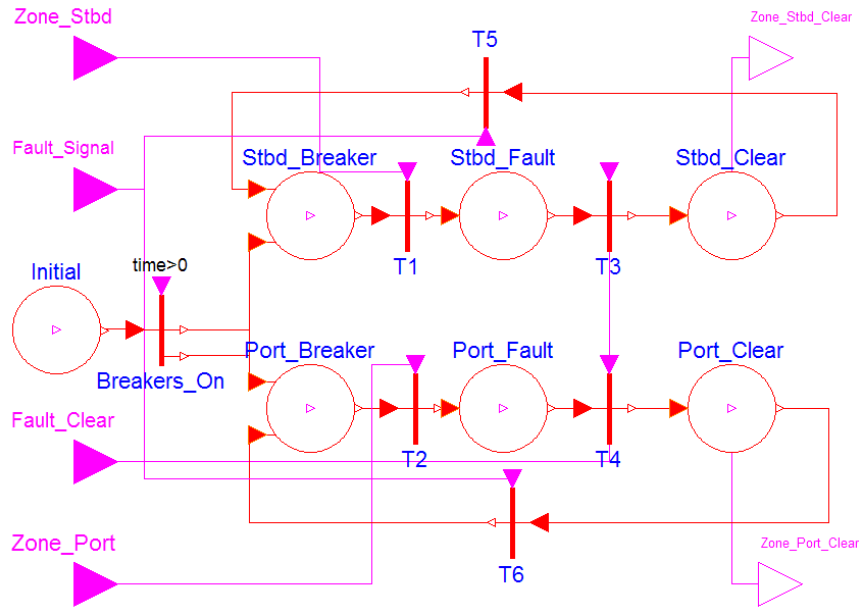 Zone_Stbd
Zone_Stbd_Clear
T5
Fault_Signal
Stbd_Breaker
Stbd_Fault
Stbd_Clear
time>0
T1
T3
Initial
Port_Breaker
Port_Fault
Port_Clear
Breakers_On
Fault_Clear
T2
T4
Zone_Port
Zone_Port_Clear
T6